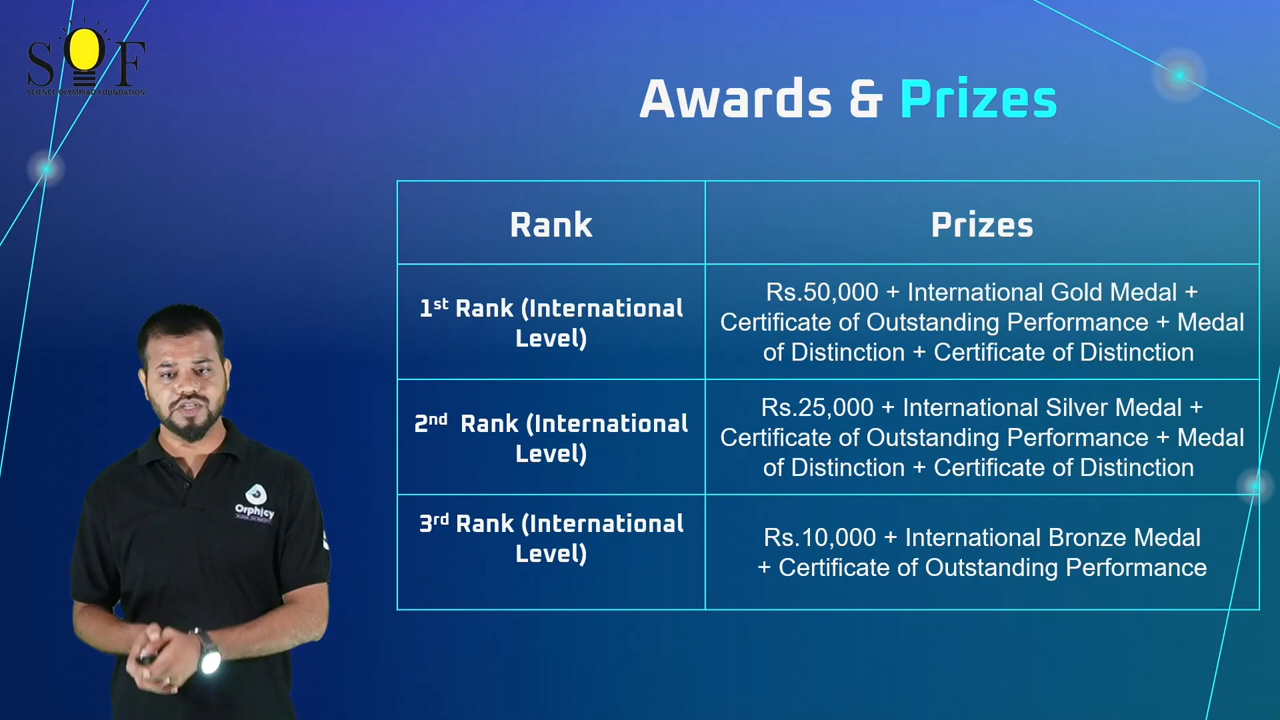 SOF
SCIENCE OLYMPIAD FOUNDATION
Awards & Prizes
Rank
Prizes
1st Rank (International
Level)
Rs.50,000 + International Gold Medal +
Certificate of Outstanding Performance + Medal
of Distinction + Certificate of Distinction
2nd Rank (International
Level)
Rs.25,000 + International Silver Medal +
Certificate of Outstanding Performance + Medal
of Distinction + Certificate of Distinction
3rd Rank (International
Level)
Rs.10,000 + International Bronze Medal
+ Certificate of Outstanding Performance
Orphicy